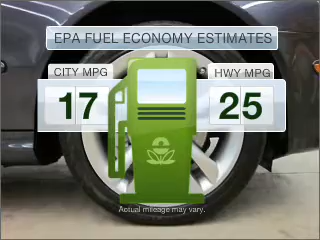 EPA FUEL ECONOMY ESTIMATES
CITY MPG
HWY MPG
17
25
Actual mileage may vary.